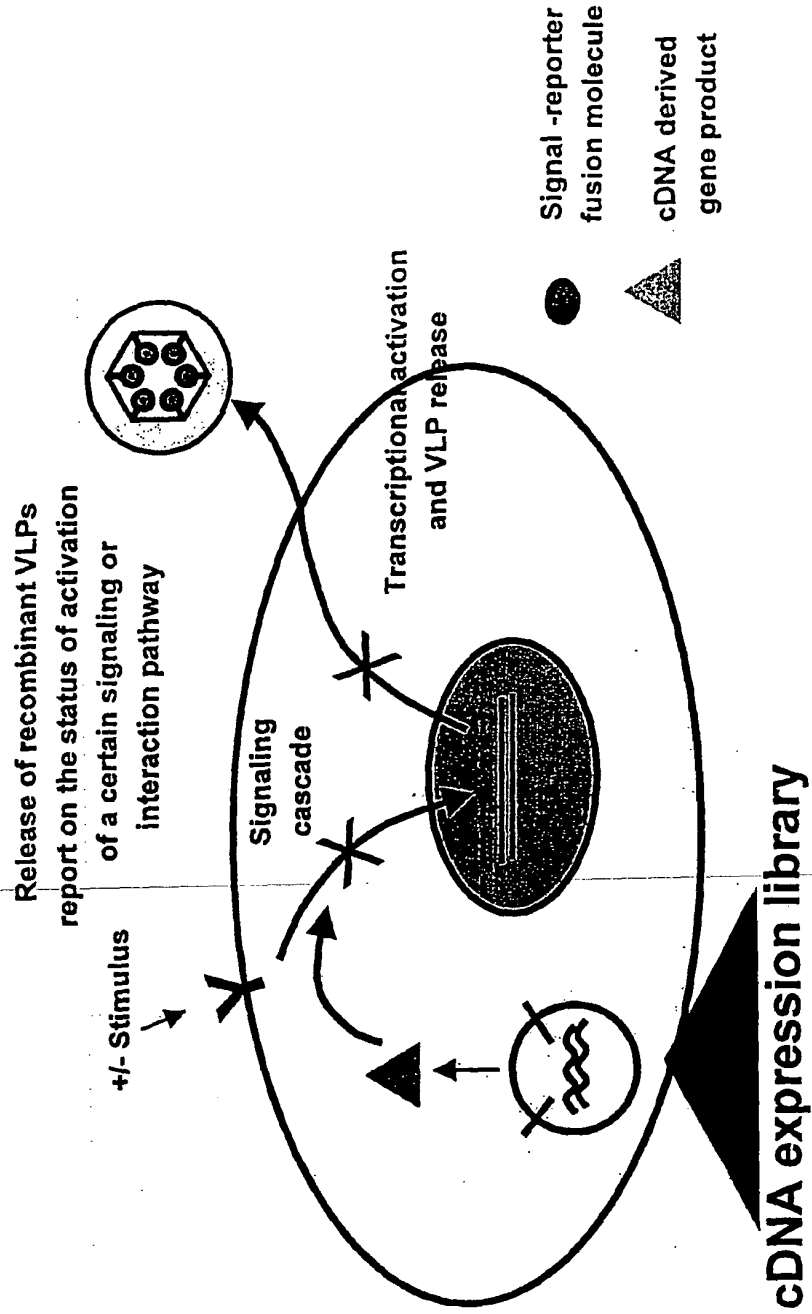 Release of recombinant VLPs
report on the status of activation
of a certain signaling or
interaction pathway
+/- Stimulus
Signaling
cascade
Transcriptional activation
and VLP release
Signal -reporter
fusion molecule
cDNA derived
gene product
cDNA expression library